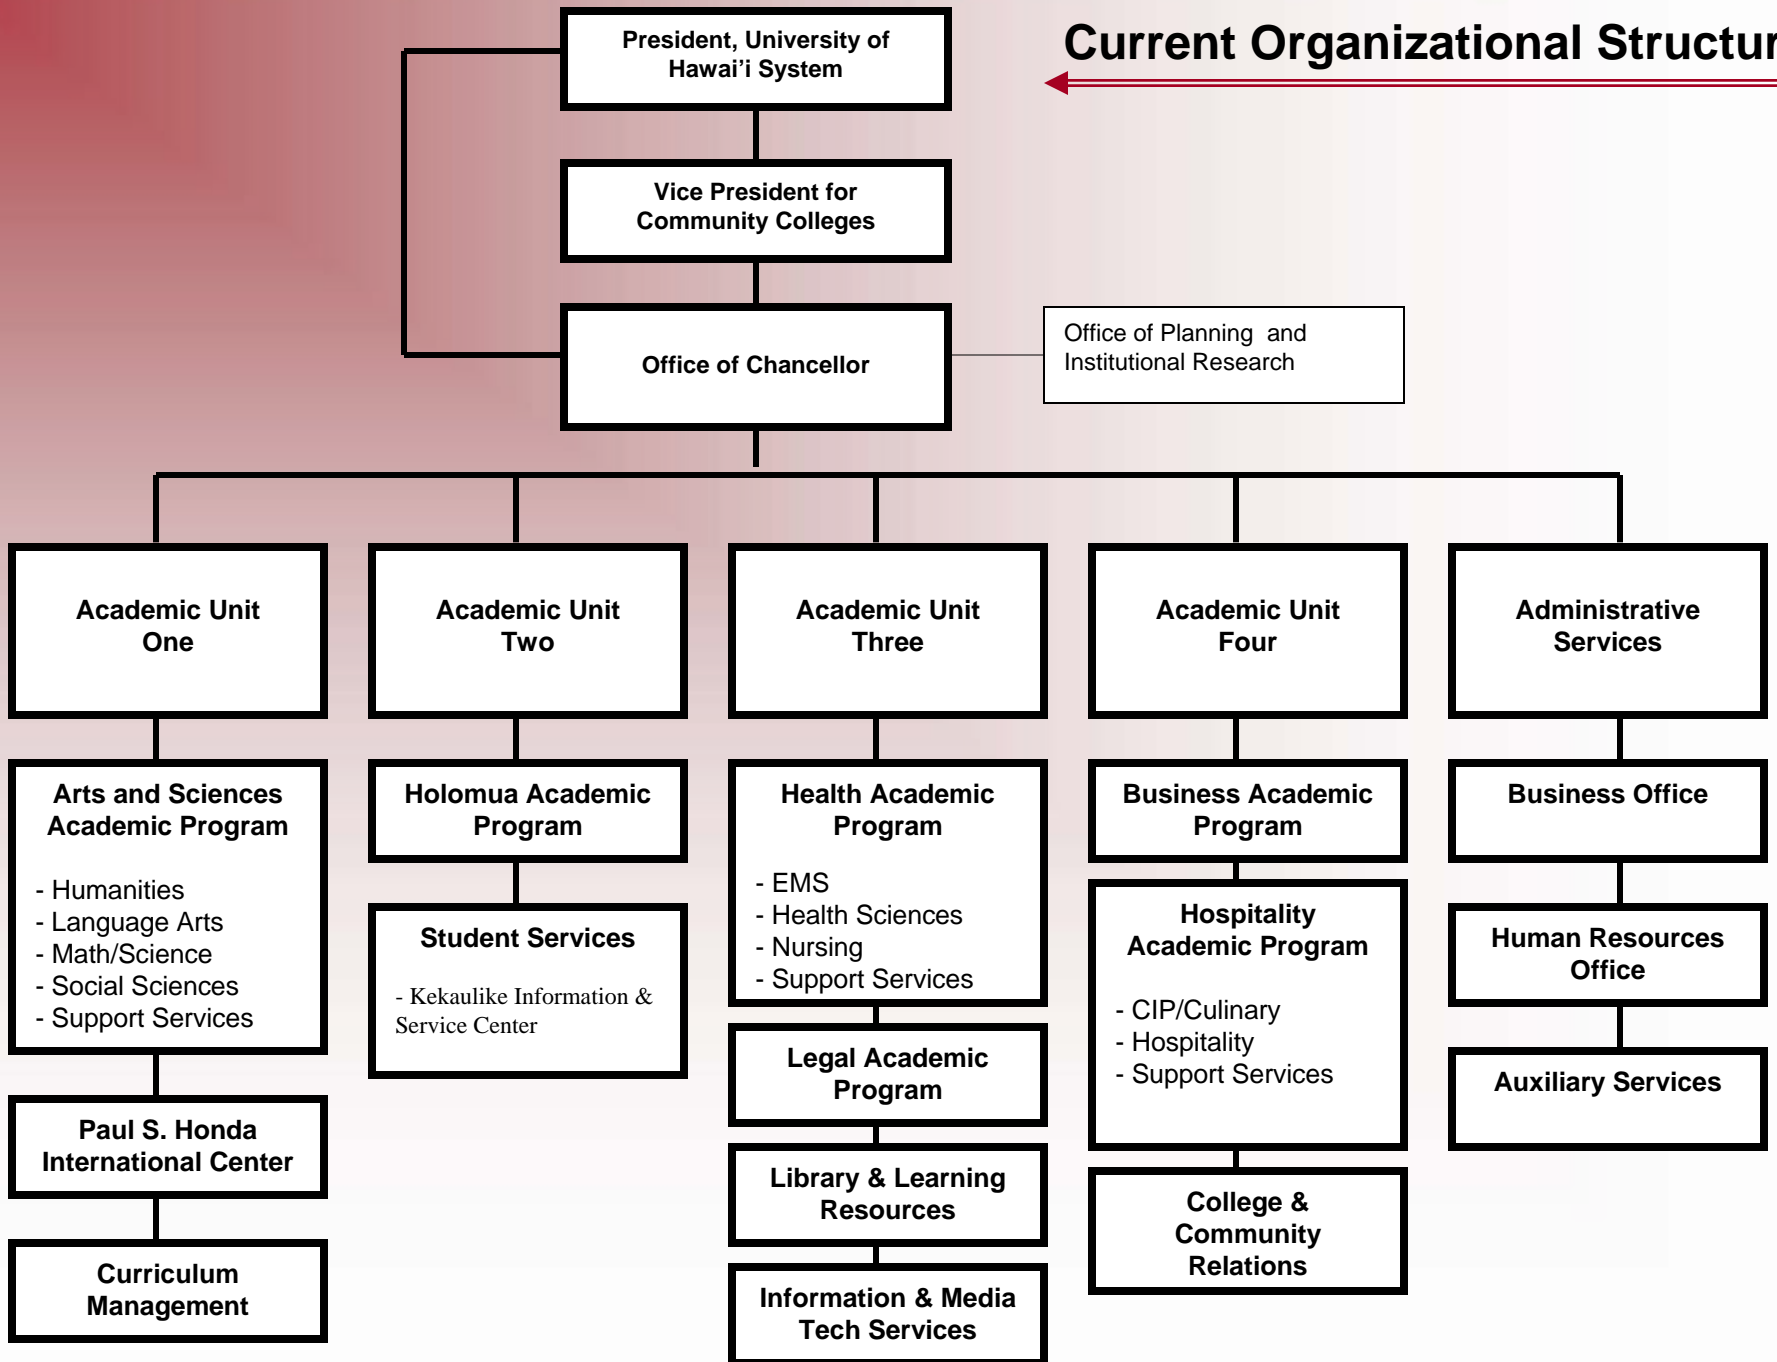 Current Organizational Structur
President, University of
Hawai’i System
Vice President for
Community Colleges
Office of Chancellor
Office of Planning  and
Institutional Research
Academic Unit
One
Academic Unit
Two
Academic Unit
Three
Academic Unit
Four
Administrative
Services
Arts and Sciences
Academic Program
- Humanities
- Language Arts
- Math/Science
- Social Sciences
- Support Services
Paul S. Honda
International Center
Curriculum
Management
Holomua Academic
Program
Student Services
- Kekaulike Information &
Service Center
Health Academic
Program
- EMS
- Health Sciences
- Nursing
- Support Services
Legal Academic
Program
Library & Learning
Resources
Information & Media
Tech Services
Business Academic
Program
Hospitality
Academic Program
- CIP/Culinary
- Hospitality
- Support Services
College &
Community
Relations
Business Office
Human Resources
Office
Auxiliary Services